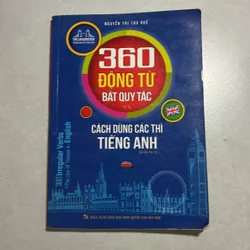 NGUYỄN THỊ THU HUẾ
360
ĐỘNG TỪ
BẤT QUY TẮC
CÁCH DÙNG CÁC THÌ
TIẾNG ANH
360 Irregular Verbs
English